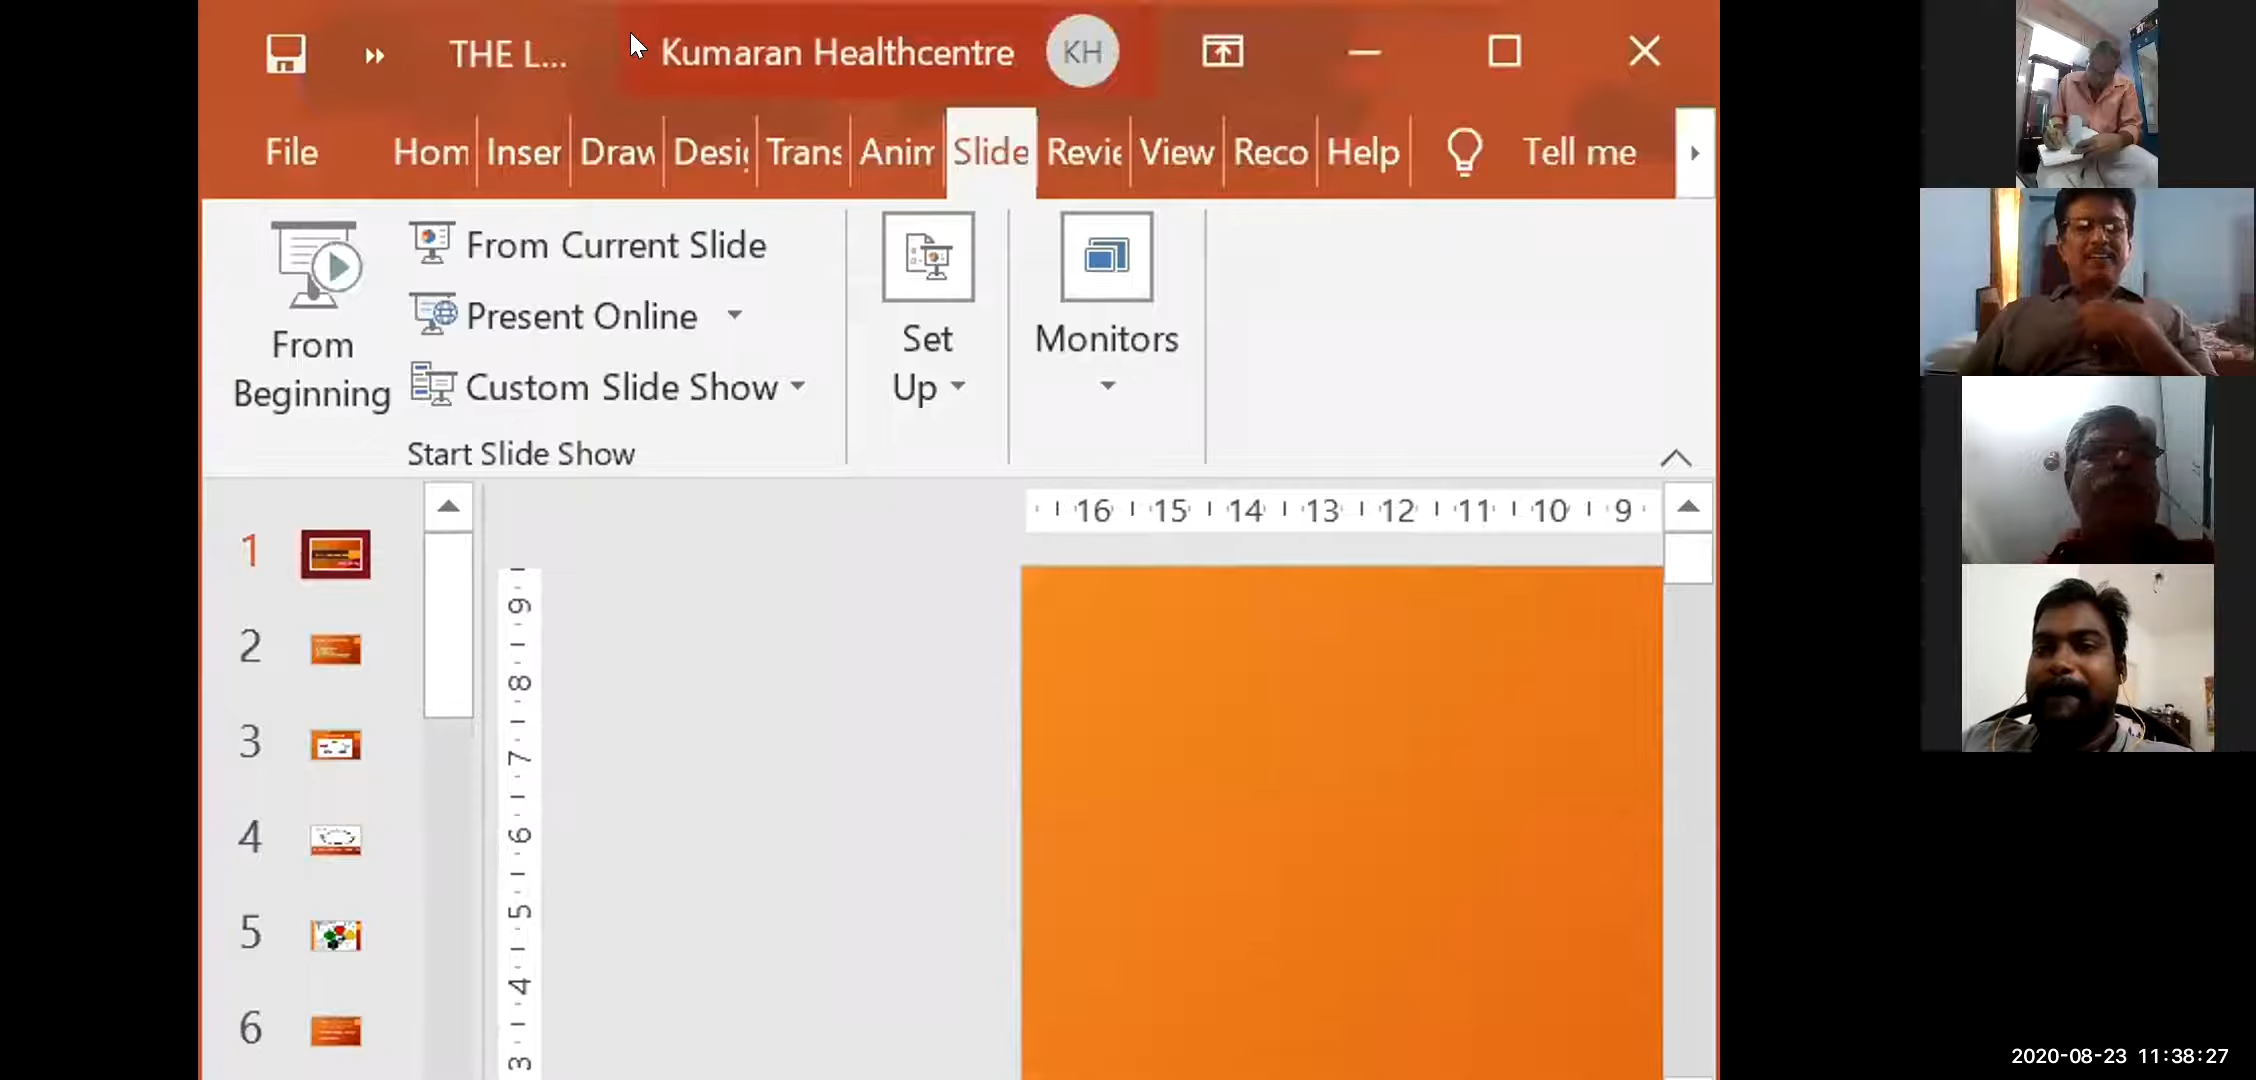 THE L... Kumaran Healthcentre KH
File Hom Inser Draw Desi Trans Anim Slide Revie View Reco Help Tell me
From Beginning
From Current Slide
Present Online
Custom Slide Show
Start Slide Show
Set Up
Monitors
16 15 14 13 12 11 10 9
1
2
3
4
5
6
9
8
7
6
5
4
3
2020-08-23 11:38:27